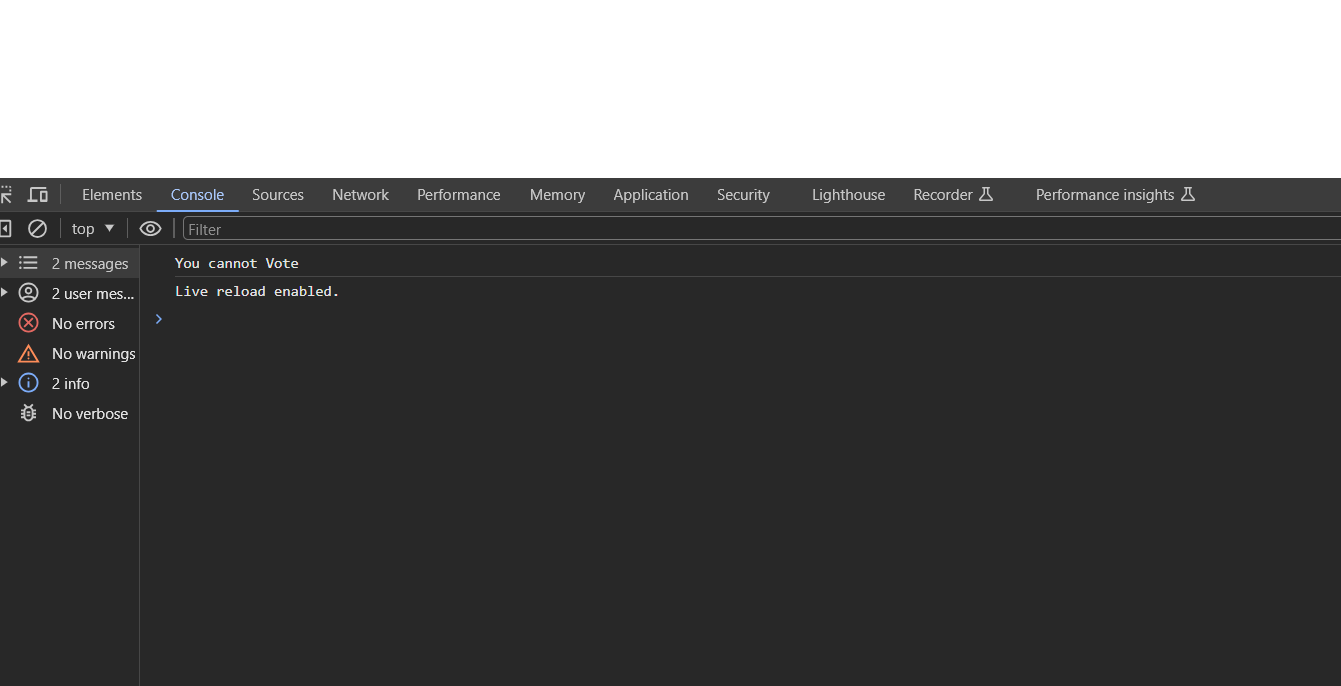 Elements Console Sources Network Performance Memory Application Security Lighthouse Recorder Performance insights
top Filter
2 messages
2 user mes...
No errors
No warnings
2 info
No verbose
You cannot Vote
Live reload enabled.